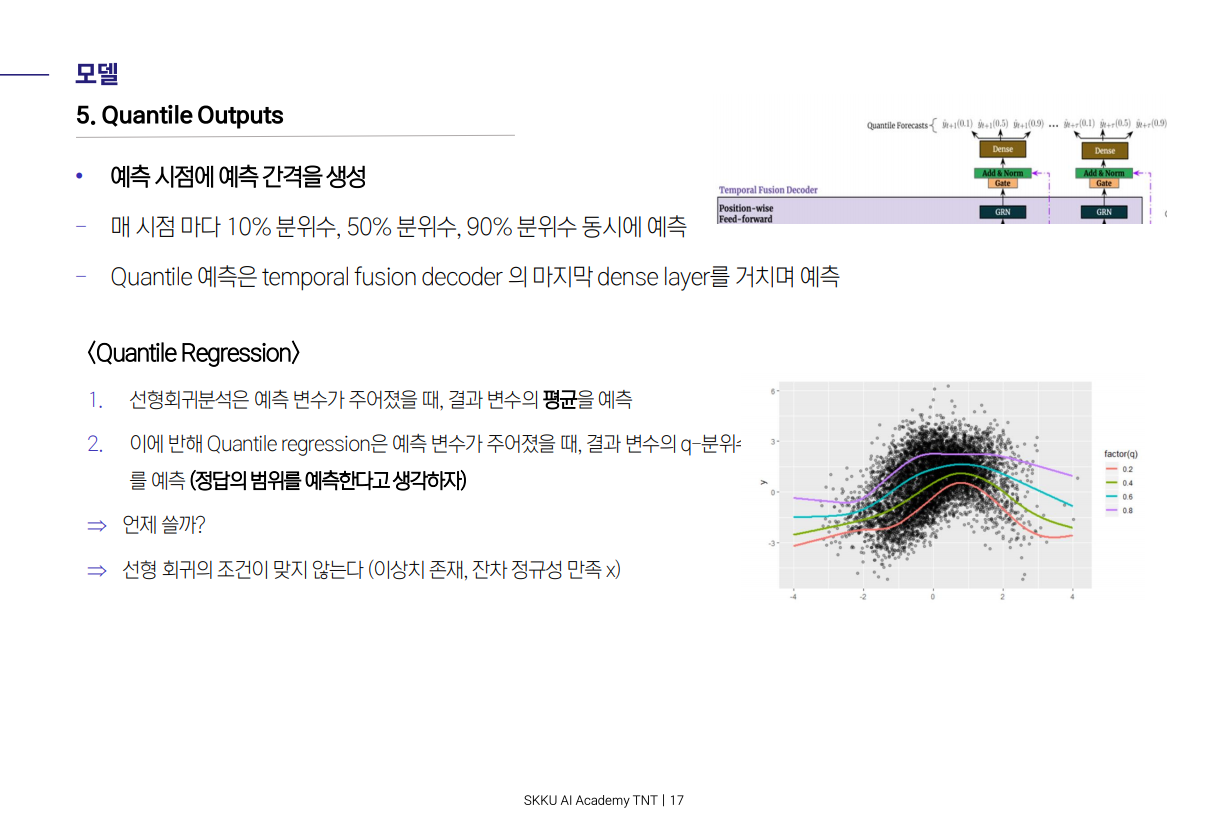 모델
5. Quantile Outputs
• 예측 시점에 예측 간격을 생성
– 매 시점 마다 10% 분위수, 50% 분위수, 90% 분위수 동시에 예측
– Quantile 예측은 temporal fusion decoder 의 마지막 dense layer를 거치며 예측
Quantile Forecasts { ŷt+1(0.1) ŷt+1(0.5) ŷt+1(0.9) ... ŷt+τ(0.1) ŷt+τ(0.5) ŷt+τ(0.9)
Dense Dense
Add & Norm Add & Norm
Gate Gate
Temporal Fusion Decoder
Position-wise
Feed-forward
GRN GRN
〈Quantile Regression〉
1. 선형회귀분석은 예측 변수가 주어졌을 때, 결과 변수의 평균을 예측
2. 이에 반해 Quantile regression은 예측 변수가 주어졌을 때, 결과 변수의 q-분위수
를 예측 (정답의 범위를 예측한다고 생각하자)
⇒ 언제 쓸까?
⇒ 선형 회귀의 조건이 맞지 않는다 (이상치 존재, 잔차 정규성 만족 x)
6
3
0
-3
y
-4 -2 0 2 4
factor(q)
0.2
0.4
0.6
0.8
SKKU AI Academy TNT | 17